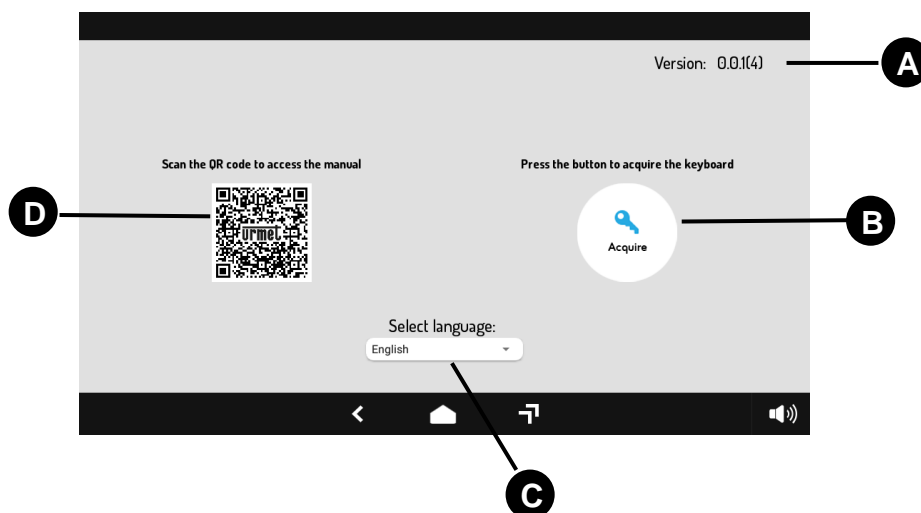 Version: 0.0.1(4)
A
Scan the QR code to access the manual
Press the button to acquire the keyboard
D
urmet
Acquire
B
Select language:
English
C